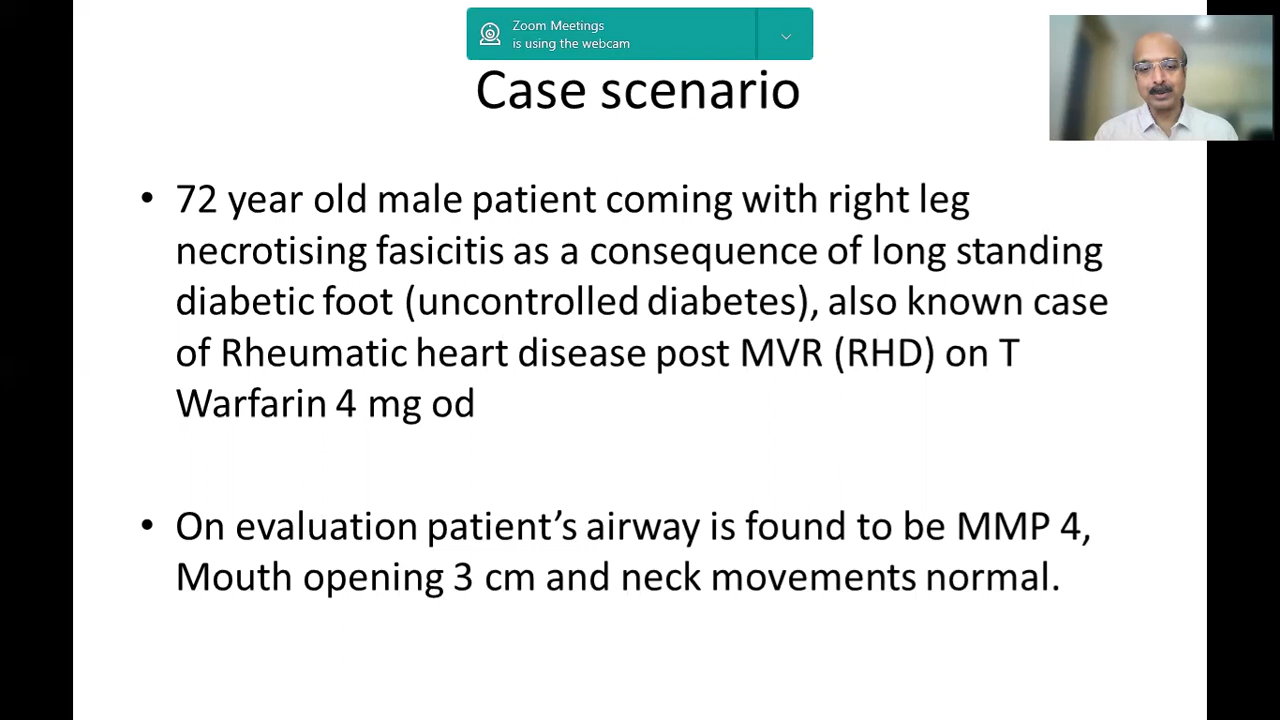 Zoom Meetings
is using the webcam
Case scenario
• 72 year old male patient coming with right leg
necrotising fasicitis as a consequence of long standing
diabetic foot (uncontrolled diabetes), also known case
of Rheumatic heart disease post MVR (RHD) on T
Warfarin 4 mg od
• On evaluation patient’s airway is found to be MMP 4,
Mouth opening 3 cm and neck movements normal.